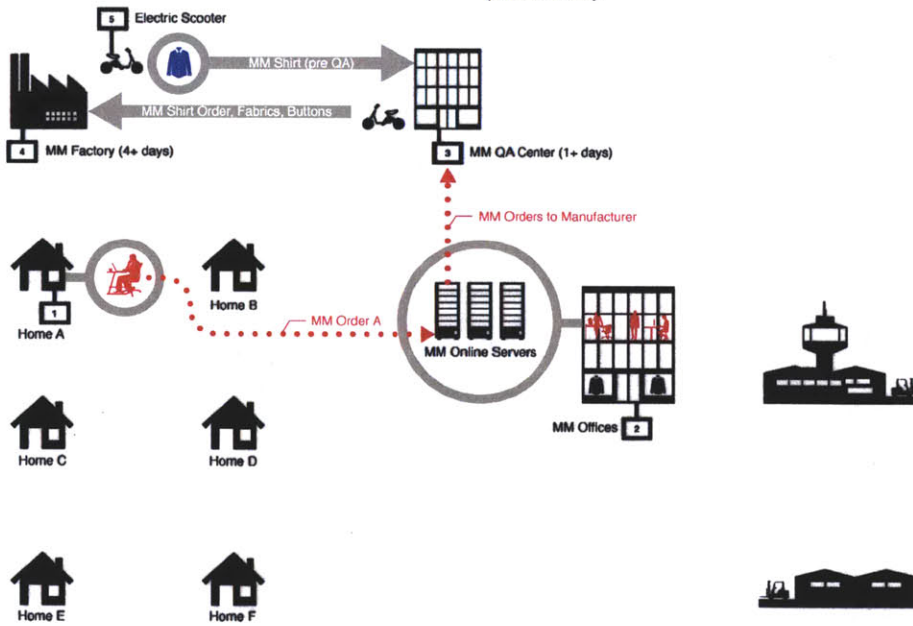 5
Electric Scooter
MM Shirt (pre QA)
MM Shirt Order, Fabrics, Buttons
4
MM Factory (4+ days)
3
MM QA Center (1+ days)
MM Orders to Manufacturer
1
Home A
Home B
MM Order A
MM Online Servers
MM Offices
2
Home C
Home D
Home E
Home F